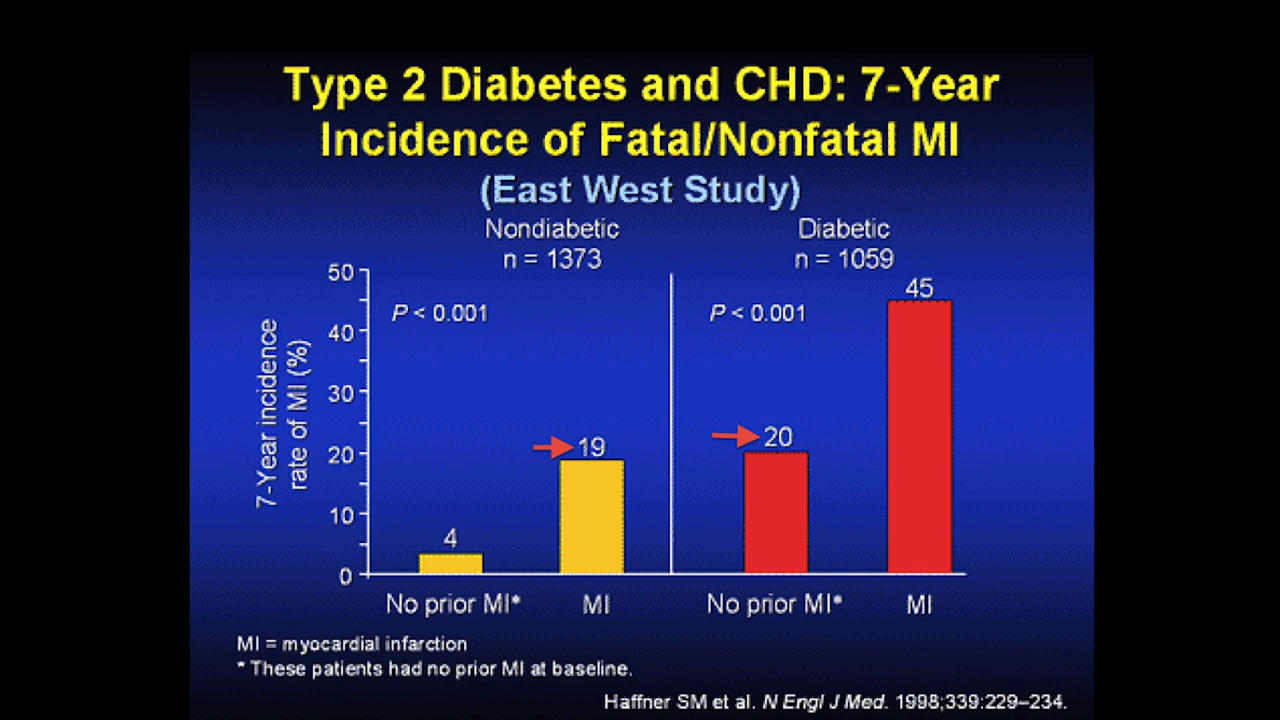 Type 2 Diabetes and CHD: 7-Year
Incidence of Fatal/Nonfatal MI
(East West Study)
Nondiabetic
n = 1373
Diabetic
n = 1059
7-Year incidence
rate of MI (%)
50
40
30
20
10
0
P < 0.001
4
19
P < 0.001
20
45
No prior MI*
MI
No prior MI*
MI
MI = myocardial infarction
* These patients had no prior MI at baseline.
Haffner SM et al. N Engl J Med. 1998;339:229–234.